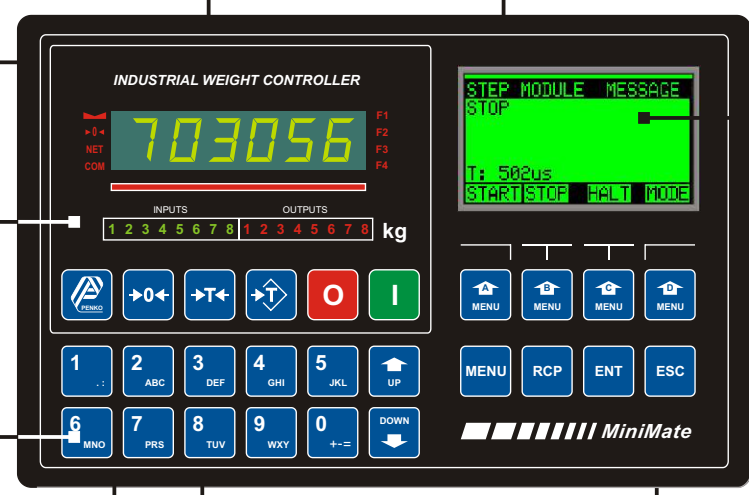 INDUSTRIAL WEIGHT CONTROLLER
►0◄
NET
COM
703056
F1
F2
F3
F4
INPUTS OUTPUTS
1 2 3 4 5 6 7 8 1 2 3 4 5 6 7 8 kg
STEP MODULE MESSAGE
STOP
T: 502us
START STOP HALT MODE
PENKO
→0←
→T←
→T
O
I
A MENU
B MENU
C MENU
D MENU
1 .:
2 ABC
3 DEF
4 GHI
5 JKL
UP
MENU
RCP
ENT
ESC
6 MNO
7 PRS
8 TUV
9 WXY
0 +-=
DOWN
MiniMate